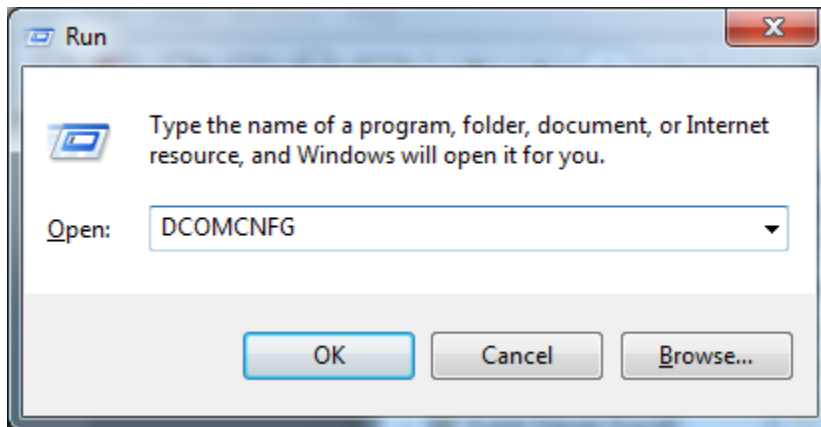 Run
X
Type the name of a program, folder, document, or Internet
resource, and Windows will open it for you.
Open: DCOMCNFG
OK Cancel Browse...